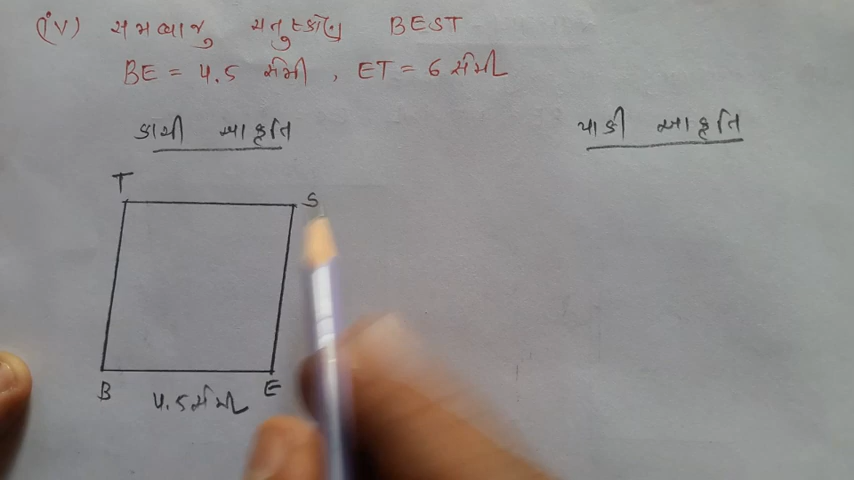 (iv) સમબાજુ ચતુષ્કોણ BEST
BE = 4.5 સેમી , ET = 6 સેમી
કાચી આકૃતિ
પાકી આકૃતિ
T
S
B
E
4.5 સેમી